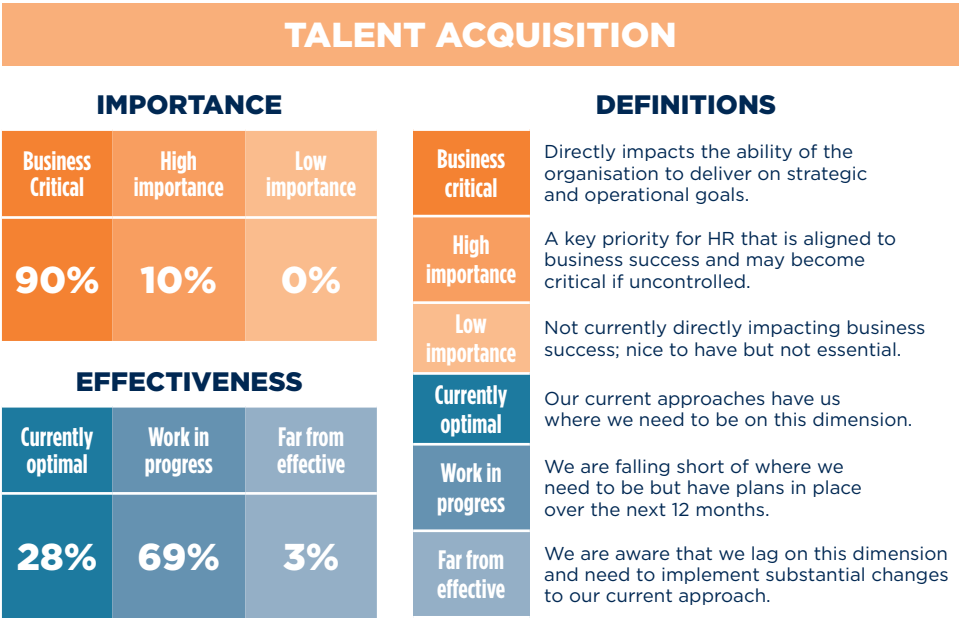 TALENT ACQUISITION
IMPORTANCE
Business
Critical
High
importance
Low
importance
90%
10%
0%
EFFECTIVENESS
Currently
optimal
Work in
progress
Far from
effective
28%
69%
3%
DEFINITIONS
Business
critical
Directly impacts the ability of the
organisation to deliver on strategic
and operational goals.
High
importance
A key priority for HR that is aligned to
business success and may become
critical if uncontrolled.
Low
importance
Not currently directly impacting business
success; nice to have but not essential.
Currently
optimal
Our current approaches have us
where we need to be on this dimension.
Work in
progress
We are falling short of where we
need to be but have plans in place
over the next 12 months.
Far from
effective
We are aware that we lag on this dimension
and need to implement substantial changes
to our current approach.